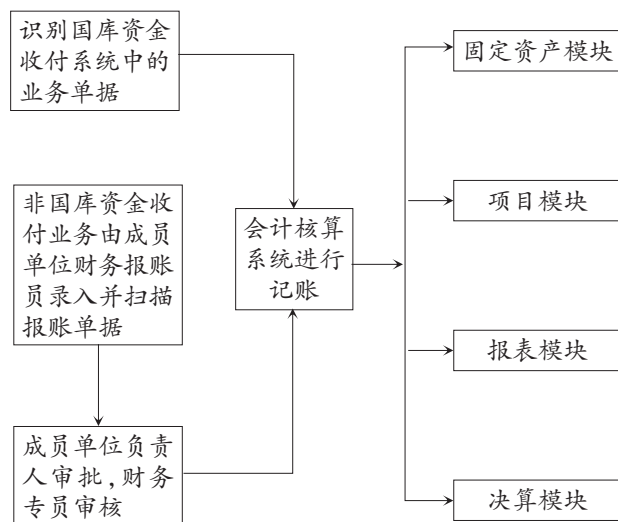 识别国库资金
收付系统中的
业务单据
非国库资金收
付业务由成员
单位财务报账
员录入并扫描
报账单据
成员单位负责
人审批,财务
专员审核
会计核算
系统进行
记账
固定资产模块
项目模块
报表模块
决算模块